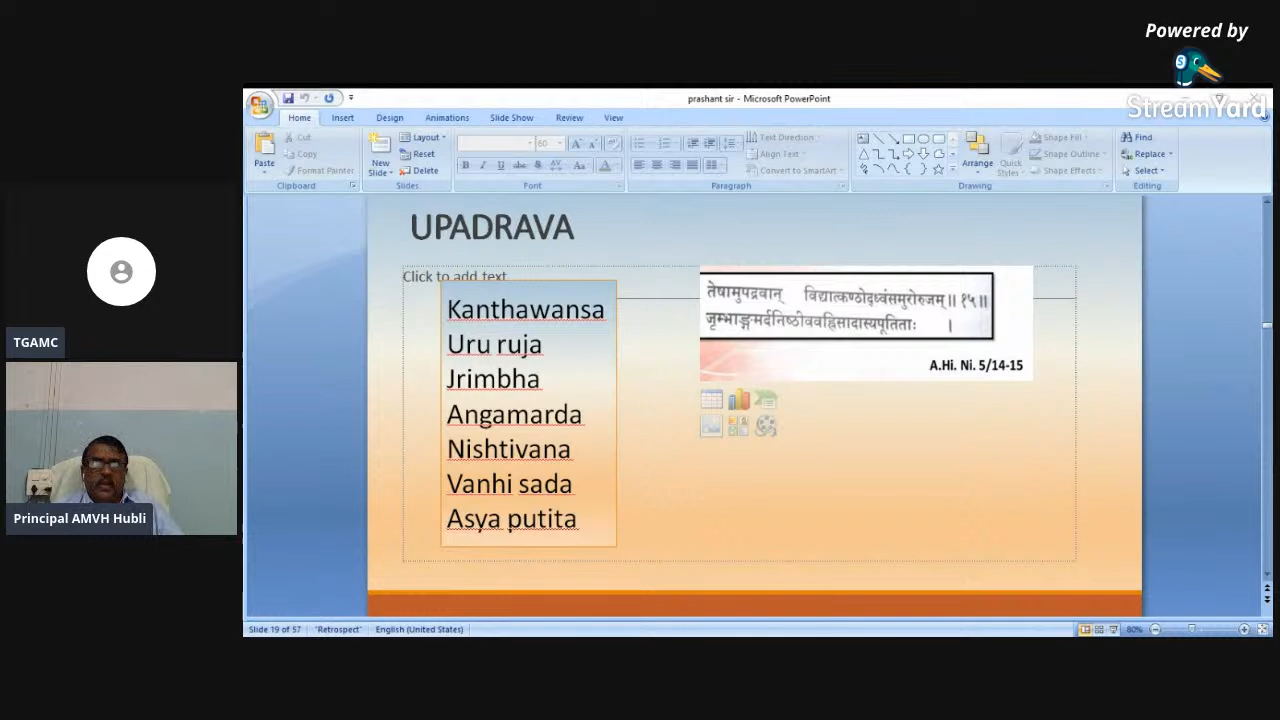 Powered by
StreamYard
prashant sir - Microsoft PowerPoint
Home Insert Design Slide Show Animations Review View
Paste
Cut
Copy
Format Painter
Clipboard
New Slide
Layout
Reset
Delete
Slides
60
Font
Paragraph
Text Direction
Align Text
Convert to SmartArt
Arrange
Quick Styles
Shape Fill
Shape Outline
Shape Effects
Drawing
Find
Replace
Select
Editing
UPADRAVA
Click to add text
Kanthawansa
Uru ruja
Jrimbha
Angamarda
Nishtivana
Vanhi sada
Asya putita
तेषामुपद्रवान् विद्यात्कण्ठोद्ध्वंसमुरोरुजम्॥ १५॥
जृम्भाङ्गमर्दनिष्ठीववह्निसादास्यपूतिताः ।
A.Hi. Ni. 5/14-15
TGAMC
Principal AMVH Hubli
Slide 19 of 57 "Retrospect" English (United States) 80%